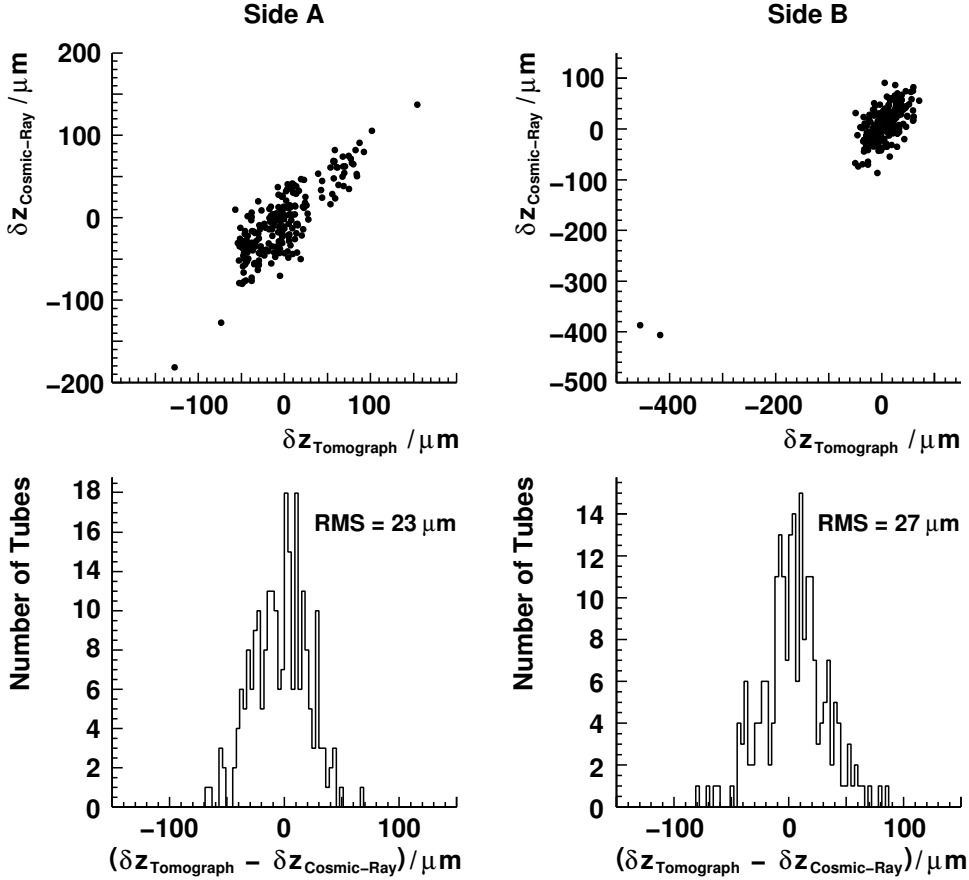 Side A
Side B
δz_Cosmic−Ray / μm
200
100
0
−100
−200
−100 0 100
δz_Tomograph / μm
δz_Cosmic−Ray / μm
100
0
−100
−200
−300
−400
−500
−400 −200 0
δz_Tomograph / μm
Number of Tubes
18
16
14
12
10
8
6
4
2
0
RMS = 23 μm
−100 0 100
(δz_Tomograph − δz_Cosmic−Ray) / μm
Number of Tubes
14
12
10
8
6
4
2
0
RMS = 27 μm
−100 0 100
(δz_Tomograph − δz_Cosmic−Ray) / μm